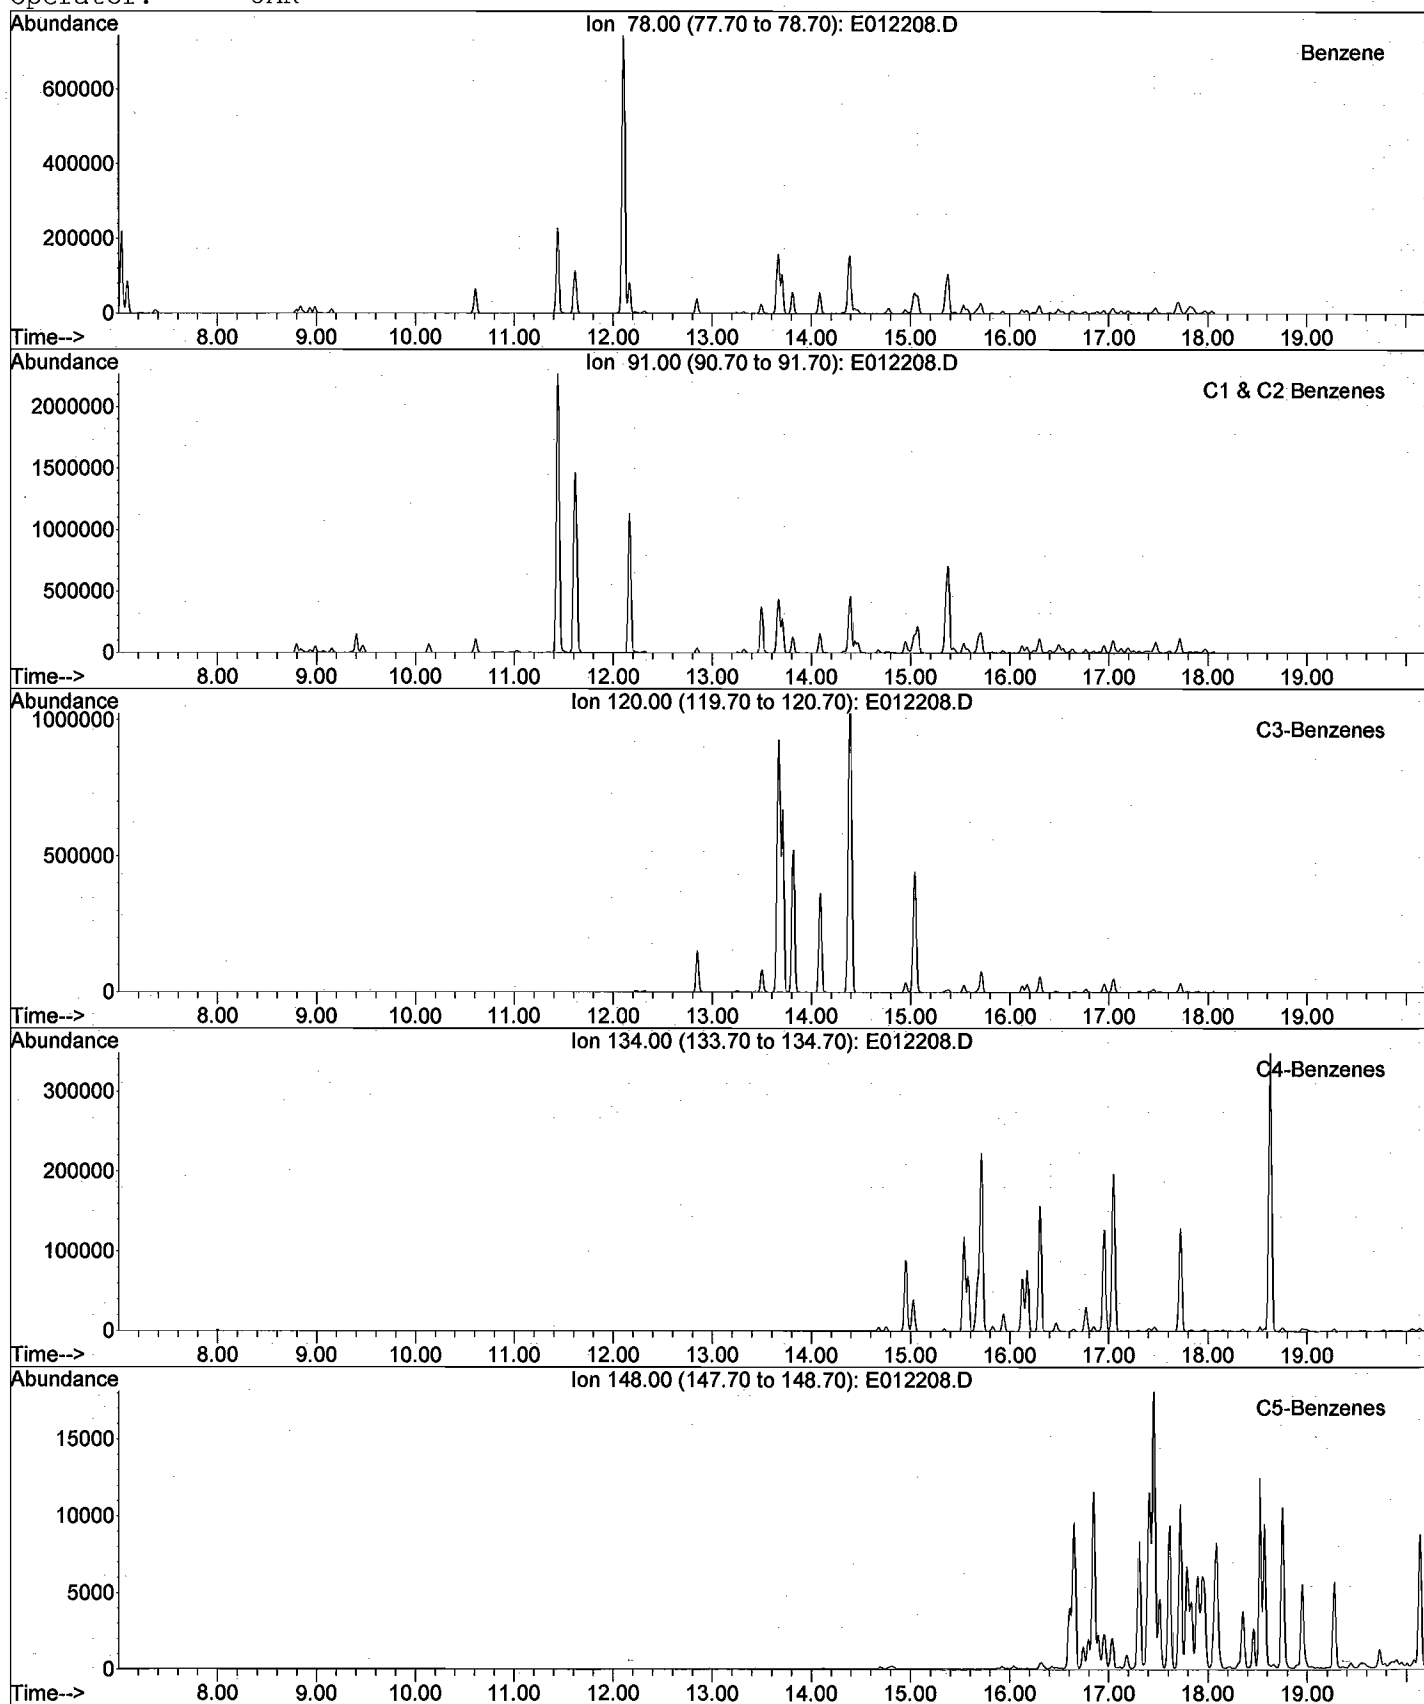 Operator: JAK
Abundance Ion 78.00 (77.70 to 78.70): E012208.D
Benzene
600000
400000
200000
0
Time--> 8.00 9.00 10.00 11.00 12.00 13.00 14.00 15.00 16.00 17.00 18.00 19.00
Abundance Ion 91.00 (90.70 to 91.70): E012208.D
C1 & C2 Benzenes
2000000
1500000
1000000
500000
0
Time--> 8.00 9.00 10.00 11.00 12.00 13.00 14.00 15.00 16.00 17.00 18.00 19.00
Abundance Ion 120.00 (119.70 to 120.70): E012208.D
1000000
C3-Benzenes
500000
0
Time--> 8.00 9.00 10.00 11.00 12.00 13.00 14.00 15.00 16.00 17.00 18.00 19.00
Abundance Ion 134.00 (133.70 to 134.70): E012208.D
C4-Benzenes
300000
200000
100000
0
Time--> 8.00 9.00 10.00 11.00 12.00 13.00 14.00 15.00 16.00 17.00 18.00 19.00
Abundance Ion 148.00 (147.70 to 148.70): E012208.D
C5-Benzenes
15000
10000
5000
0
Time--> 8.00 9.00 10.00 11.00 12.00 13.00 14.00 15.00 16.00 17.00 18.00 19.00